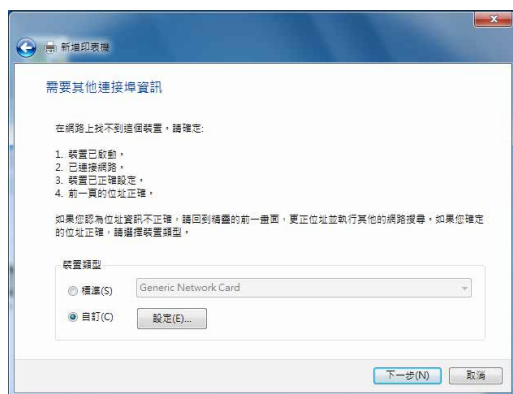 新增印表機
需要其他連接埠資訊
在網路上找不到這個裝置，請確定:
1. 裝置已啟動。
2. 已連接網路。
3. 裝置已正確設定。
4. 前一頁的位址正確。
如果您認為位址資訊不正確，請回到精靈的前一畫面，更正位址並執行其他的網路搜尋。如果您確定
的位址正確，請選擇裝置類型。
裝置類型
標準(S)
Generic Network Card
自訂(C)
設定(E)...
下一步(N)
取消